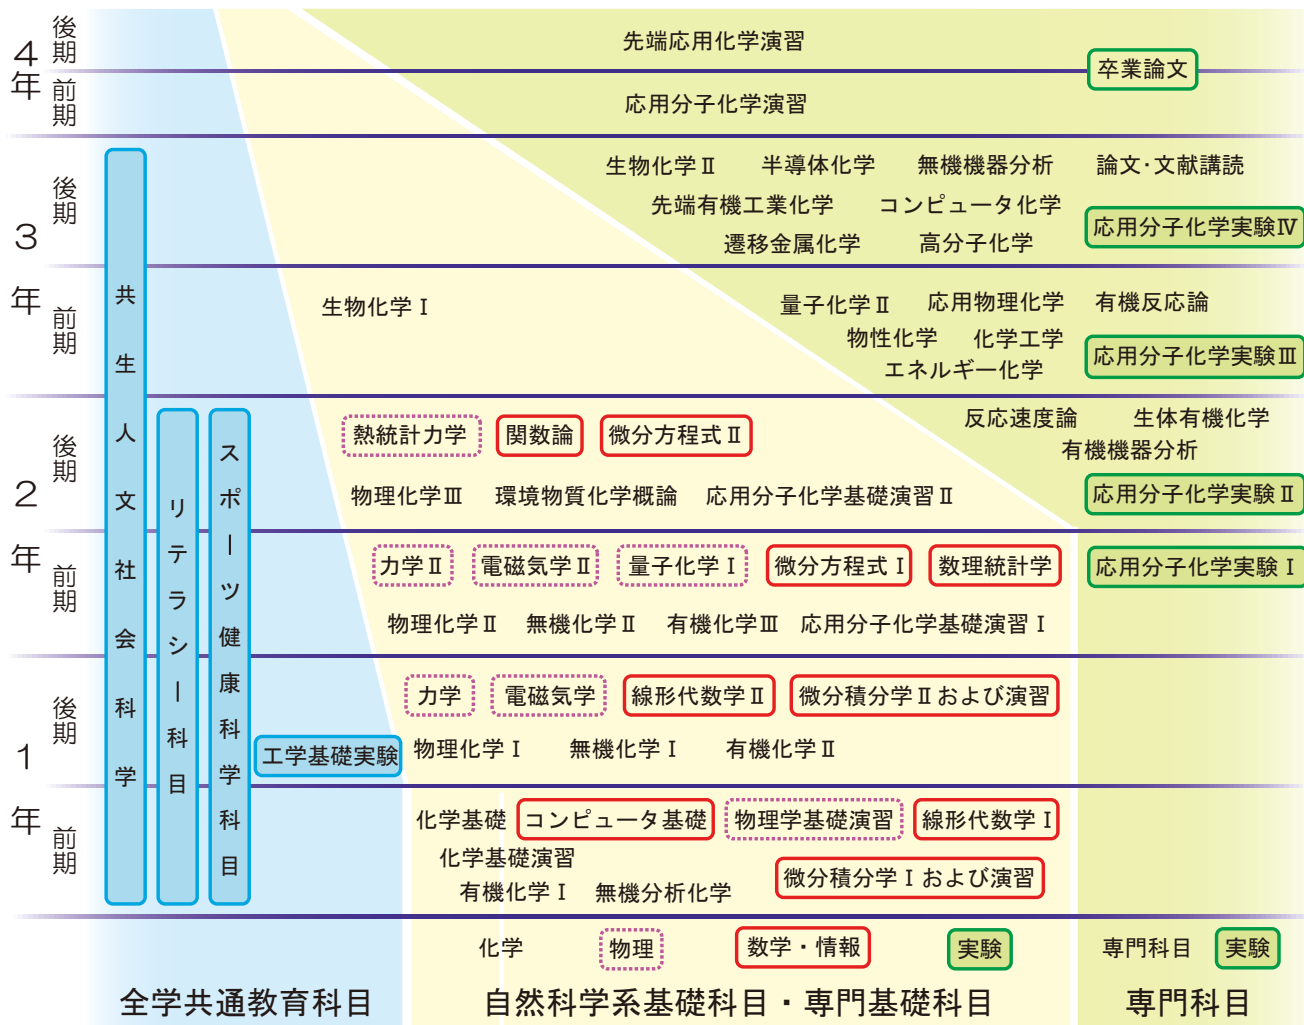 4年
後期
先端応用化学演習
卒業論文
前期
応用分子化学演習
3年
後期
生物化学Ⅱ 半導体化学 無機機器分析 論文・文献講読
先端有機工業化学 コンピュータ化学
応用分子化学実験Ⅳ
遷移金属化学 高分子化学
前期
生物化学Ⅰ
量子化学Ⅱ 応用物理化学 有機反応論
物性化学 化学工学
応用分子化学実験Ⅲ
エネルギー化学
2年
後期
熱統計力学 関数論 微分方程式Ⅱ
反応速度論 生体有機化学
有機機器分析
物理化学Ⅲ 環境物質化学概論 応用分子化学基礎演習Ⅱ
応用分子化学実験Ⅱ
前期
力学Ⅱ 電磁気学Ⅱ 量子化学Ⅰ 微分方程式Ⅰ 数理統計学
応用分子化学実験Ⅰ
物理化学Ⅱ 無機化学Ⅱ 有機化学Ⅲ 応用分子化学基礎演習Ⅰ
1年
後期
力学 電磁気学 線形代数学Ⅱ 微分積分学Ⅱおよび演習
工学基礎実験
物理化学Ⅰ 無機化学Ⅰ 有機化学Ⅱ
前期
化学基礎 コンピュータ基礎 物理学基礎演習 線形代数学Ⅰ
化学基礎演習
微分積分学Ⅰおよび演習
有機化学Ⅰ 無機分析化学
共生人文社会科学
リテラシー科目
スポーツ健康科学科目
化学 物理 数学・情報 実験
専門科目 実験
全学共通教育科目
自然科学系基礎科目・専門基礎科目
専門科目